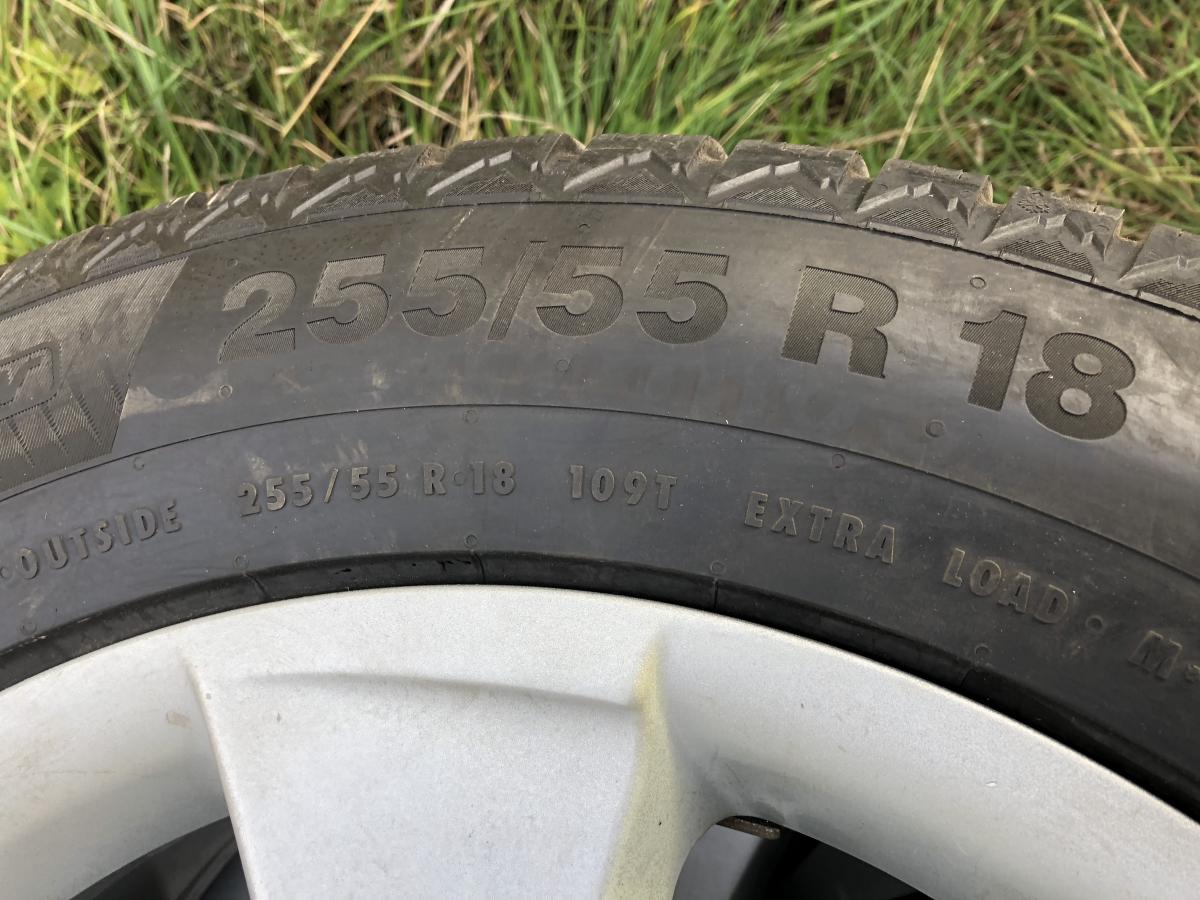 255/55 R 18
OUTSIDE 255/55 R 18 109T EXTRA LOAD · M